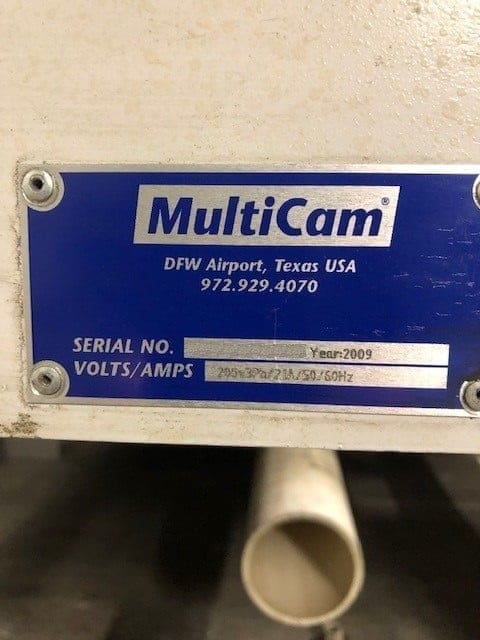 MultiCam®
DFW Airport, Texas USA
972.929.4070
SERIAL NO. Year:2009
VOLTS/AMPS